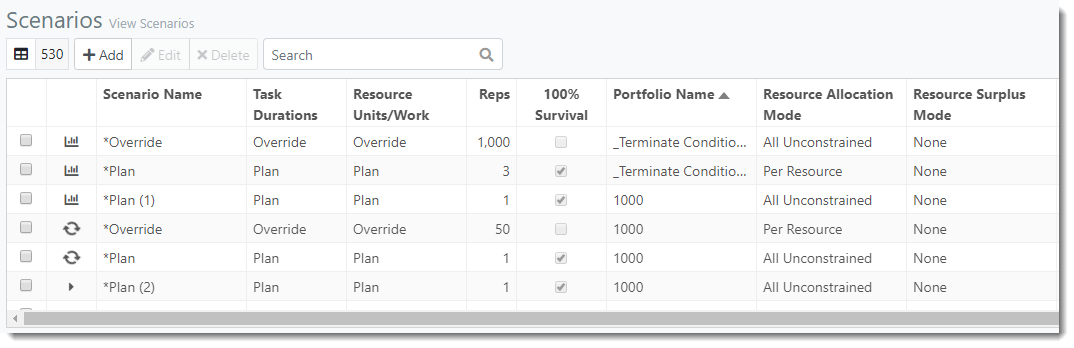 Scenarios View Scenarios
530 Add Edit Delete Search
Scenario Name Task Durations Resource Units/Work Reps 100% Survival Portfolio Name Resource Allocation Mode Resource Surplus Mode
*Override Override Override 1,000 _Terminate Conditio... All Unconstrained None
*Plan Plan Plan 3 _Terminate Conditio... Per Resource None
*Plan (1) Plan Plan 1 1000 All Unconstrained None
*Override Override Override 50 1000 Per Resource None
*Plan Plan Plan 1 1000 All Unconstrained None
*Plan (2) Plan Plan 1 1000 All Unconstrained None